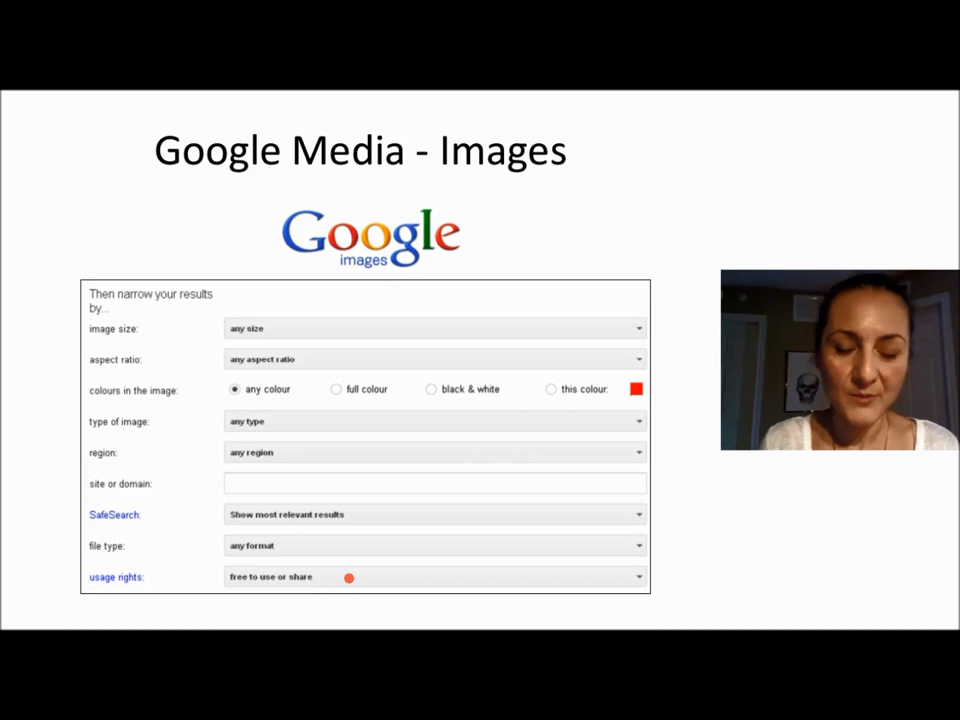 Google Media - Images
Google
images
Then narrow your results
by...
image size: any size
aspect ratio: any aspect ratio
colours in the image: any colour full colour black & white this colour:
type of image: any type
region: any region
site or domain:
SafeSearch: Show most relevant results
file type: any format
usage rights: free to use or share